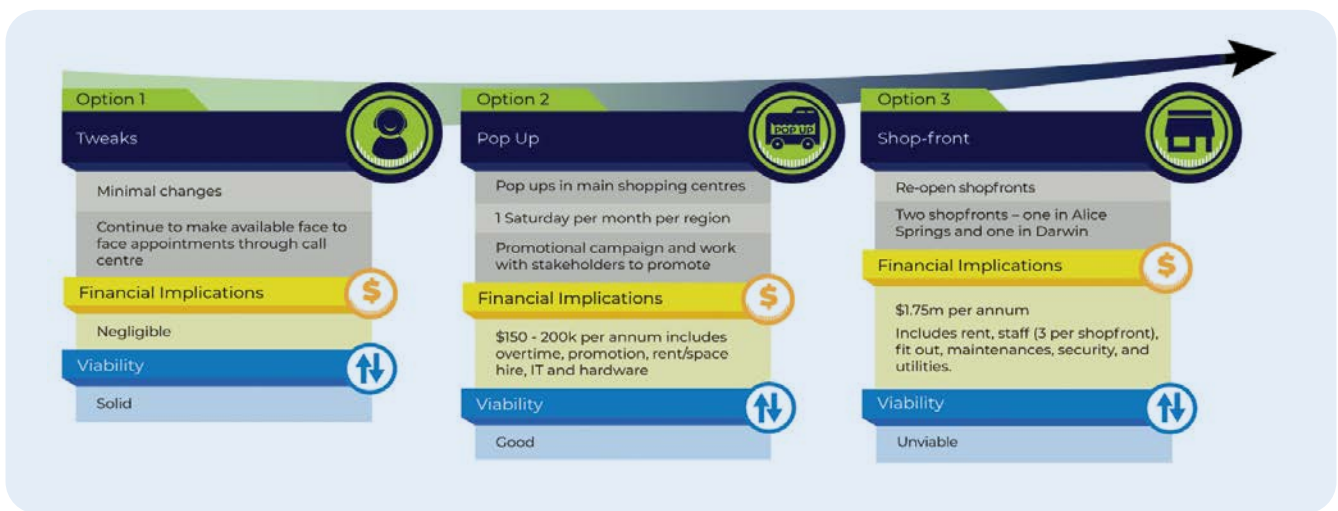 Option 1
Tweaks
Minimal changes
Continue to make available face to
face appointments through call
centre
Financial Implications
$
Negligible
Viability
Solid
Option 2
Pop Up
POP UP
Pop ups in main shopping centres
1 Saturday per month per region
Promotional campaign and work
with stakeholders to promote
Financial Implications
$
$150 - 200k per annum includes
overtime, promotion, rent/space
hire, IT and hardware
Viability
Good
Option 3
Shop-front
Re-open shopfronts
Two shopfronts – one in Alice
Springs and one in Darwin
Financial Implications
$
$1.75m per annum
Includes rent, staff (3 per shopfront),
fit out, maintenances, security, and
utilities.
Viability
Unviable